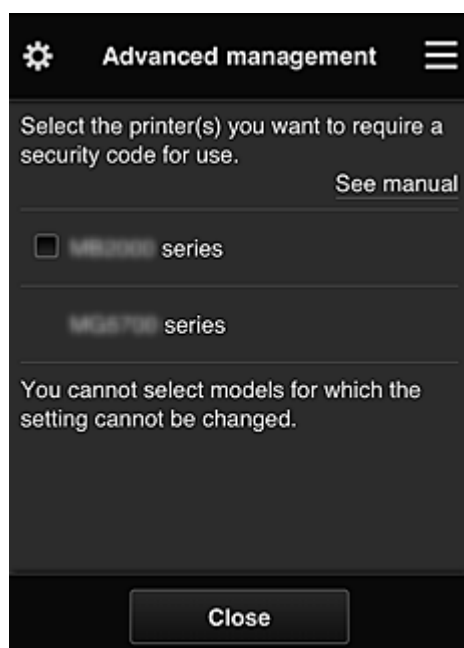 Advanced management
Select the printer(s) you want to require a
security code for use.
See manual
series
series
You cannot select models for which the
setting cannot be changed.
Close